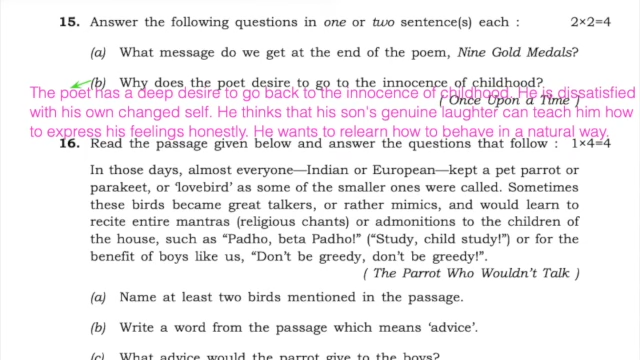 15. Answer the following questions in one or two sentence(s) each : 2×2=4
(a) What message do we get at the end of the poem, Nine Gold Medals?
(b) Why does the poet desire to go to the innocence of childhood?
The poet has a deep desire to go back to the innocence of childhood. He is dissatisfied
( Once Upon a Time )
with his own changed self. He thinks that his son's genuine laughter can teach him how
to express his feelings honestly. He wants to relearn how to behave in a natural way.
16. Read the passage given below and answer the questions that follow : 1×4=4
In those days, almost everyone—Indian or European—kept a pet parrot or
parakeet, or 'lovebird' as some of the smaller ones were called. Sometimes
these birds became great talkers, or rather mimics, and would learn to
recite entire mantras (religious chants) or admonitions to the children of
the house, such as "Padho, beta Padho!" ("Study, child study!") or for the
benefit of boys like us, "Don't be greedy, don't be greedy!".
( The Parrot Who Wouldn't Talk )
(a) Name at least two birds mentioned in the passage.
(b) Write a word from the passage which means 'advice'.
(c) What advice would the parrot give to the boys?